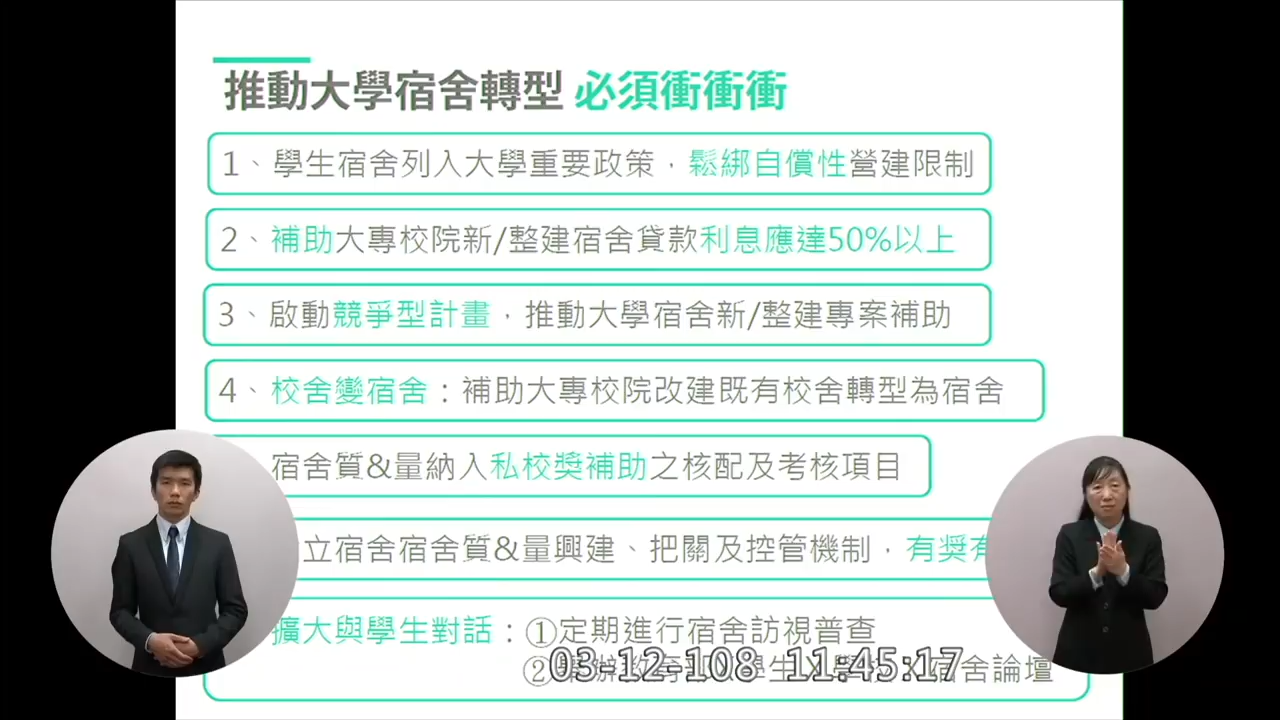 推動大學宿舍轉型 必須衝衝衝
1、學生宿舍列入大學重要政策，鬆綁自償性營建限制
2、補助大專校院新/整建宿舍貸款利息應達50%以上
3、啟動競爭型計畫，推動大學宿舍新/整建專案補助
4、校舍變宿舍：補助大專校院改建既有校舍轉型為宿舍
宿舍質&量納入私校獎補助之核配及考核項目
立宿舍宿舍質&量興建、把關及控管機制，有獎
擴大與學生對話：①定期進行宿舍訪視普查
②
宿舍論壇
03-12-108 11:45:17